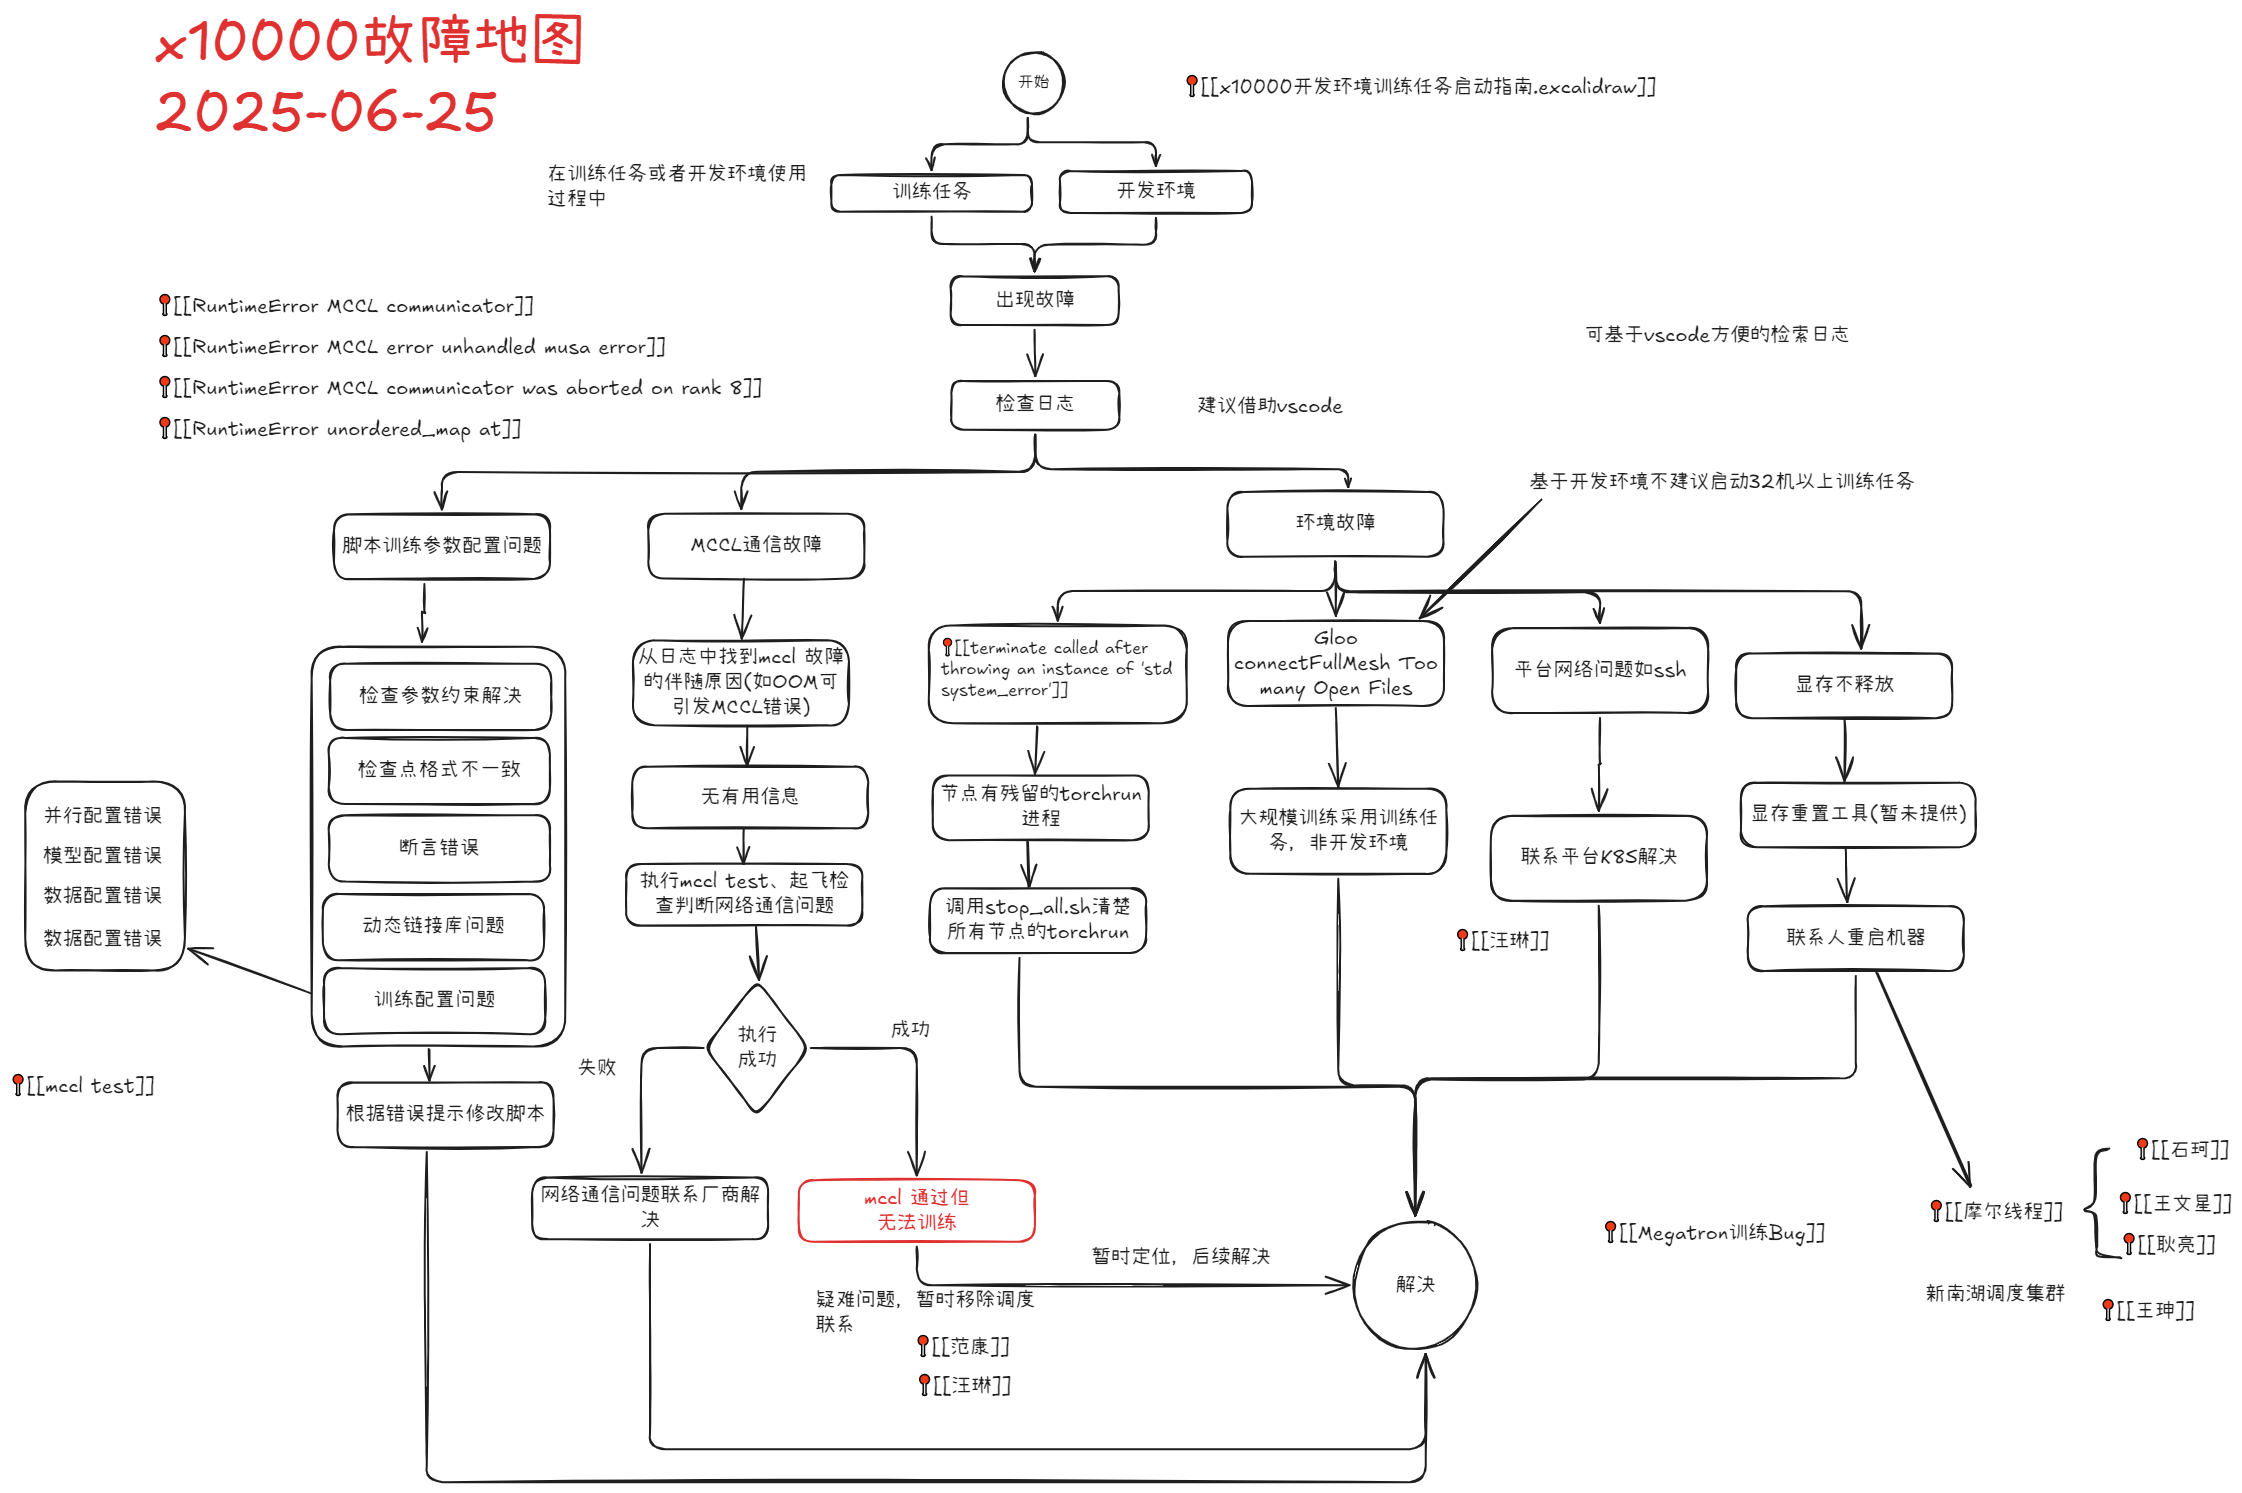 x10000故障地图
2025-06-25
开始
📍[[x10000开发环境训练任务启动指南.excalidraw]]
在训练任务或者开发环境使用
过程中
训练任务
开发环境
出现故障
📍[[RuntimeError MCCL communicator]]
📍[[RuntimeError MCCL error unhandled musa error]]
📍[[RuntimeError MCCL communicator was aborted on rank 8]]
📍[[RuntimeError unordered_map at]]
可基于vscode方便的检索日志
检查日志
建议借助vscode
基于开发环境不建议启动32机以上训练任务
脚本训练参数配置问题
MCCL通信故障
环境故障
检查参数约束解决
检查点格式不一致
断言错误
动态链接库问题
训练配置问题
并行配置错误
模型配置错误
数据配置错误
数据配置错误
📍[[mccl test]]
根据错误提示修改脚本
从日志中找到mccl 故障
的伴随原因(如OOM可
引发MCCL错误)
无有用信息
执行mccl test、起飞检
查判断网络通信问题
执行
成功
失败
成功
网络通信问题联系厂商解
决
mccl 通过但
无法训练
暂时定位，后续解决
疑难问题，暂时移除调度
联系
📍[[范康]]
📍[[汪琳]]
📍[[terminate called after
throwing an instance of 'std
system_error']]
节点有残留的torchrun
进程
调用stop_all.sh清楚
所有节点的torchrun
Gloo
connectFullMesh Too
many Open Files
大规模训练采用训练任
务，非开发环境
平台网络问题如ssh
联系平台K8S解决
📍[[汪琳]]
显存不释放
显存重置工具(暂未提供)
联系人重启机器
解决
📍[[Megatron训练Bug]]
📍[[摩尔线程]]
📍[[石珂]]
📍[[王文星]]
📍[[耿亮]]
新南湖调度集群
📍[[王珅]]